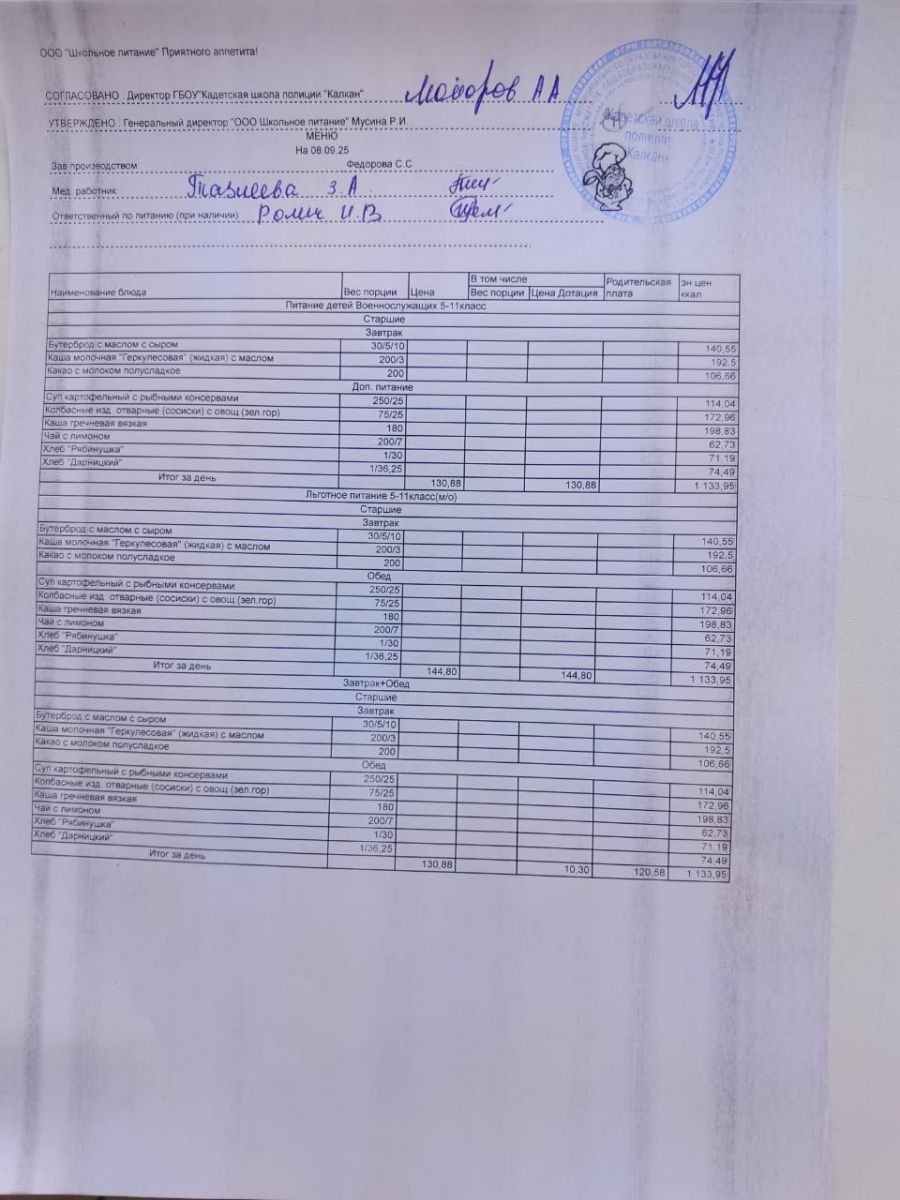 ООО "Школьное питание" Приятного аппетита!
СОГЛАСОВАНО : Директор ГБОУ"Кадетская школа полиции "Калкан" Майоров АА
УТВЕРЖДЕНО : Генеральный директор "ООО Школьное питание" Мусина Р.И.
МЕНЮ
На 08.09.25
Зав производством Федорова С.С
Мед. работник З.А
Ответственный по питанию (при наличии) И.В
Кадетская школа
полиции
"Калкан"
Наименование блюда Вес порции Цена В том числе Вес порции Цена Дотация Родительская плата эн цен ккал
Питание детей Военнослужащих 5-11класс
Старшие
Завтрак
Бутерброд с маслом с сыром 30/5/10 140,55
Каша молочная "Геркулесовая" (жидкая) с маслом 200/3 192,5
Какао с молоком полусладкое 200 106,66
Доп. питание
Суп картофельный с рыбными консервами 250/25 114,04
Колбасные изд. отварные (сосиски) с овощ (зел.гор) 75/25 172,96
Каша гречневая вязкая 180 198,83
Чай с лимоном 200/7 62,73
Хлеб "Рябинушка" 1/30 71,19
Хлеб "Дарницкий" 1/36,25 74,49
Итог за день 130,88 130,88 1 133,95
Льготное питание 5-11класс(м/о)
Старшие
Завтрак
Бутерброд с маслом с сыром 30/5/10 140,55
Каша молочная "Геркулесовая" (жидкая) с маслом 200/3 192,5
Какао с молоком полусладкое 200 106,66
Обед
Суп картофельный с рыбными консервами 250/25 114,04
Колбасные изд. отварные (сосиски) с овощ (зел.гор) 75/25 172,96
Каша гречневая вязкая 180 198,83
Чай с лимоном 200/7 62,73
Хлеб "Рябинушка" 1/30 71,19
Хлеб "Дарницкий" 1/36,25 74,49
Итог за день 144,80 144,80 1 133,95
Завтрак+Обед
Старшие
Завтрак
Бутерброд с маслом с сыром 30/5/10 140,55
Каша молочная "Геркулесовая" (жидкая) с маслом 200/3 192,5
Какао с молоком полусладкое 200 106,66
Обед
Суп картофельный с рыбными консервами 250/25 114,04
Колбасные изд. отварные (сосиски) с овощ (зел.гор) 75/25 172,96
Каша гречневая вязкая 180 198,83
Чай с лимоном 200/7 62,73
Хлеб "Рябинушка" 1/30 71,19
Хлеб "Дарницкий" 1/36,25 74,49
Итог за день 130,88 10,30 120,58 1 133,95